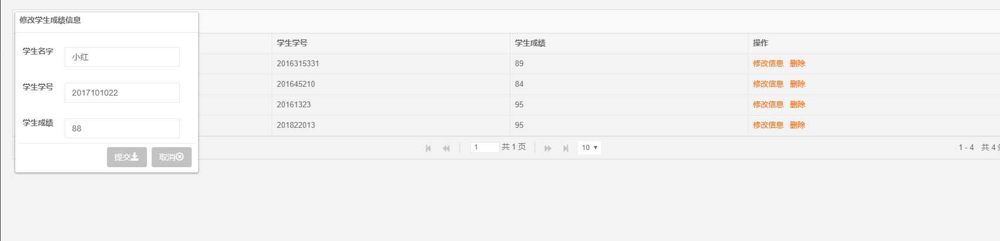 修改学生成绩信息
学生名字 小红
学生学号 2017101022
学生成绩 88
提交 取消
学生学号 学生成绩 操作
2016315331 89 修改信息 删除
201645210 84 修改信息 删除
20161323 95 修改信息 删除
201822013 95 修改信息 删除
1 共 1 页 10 1 - 4 共 4